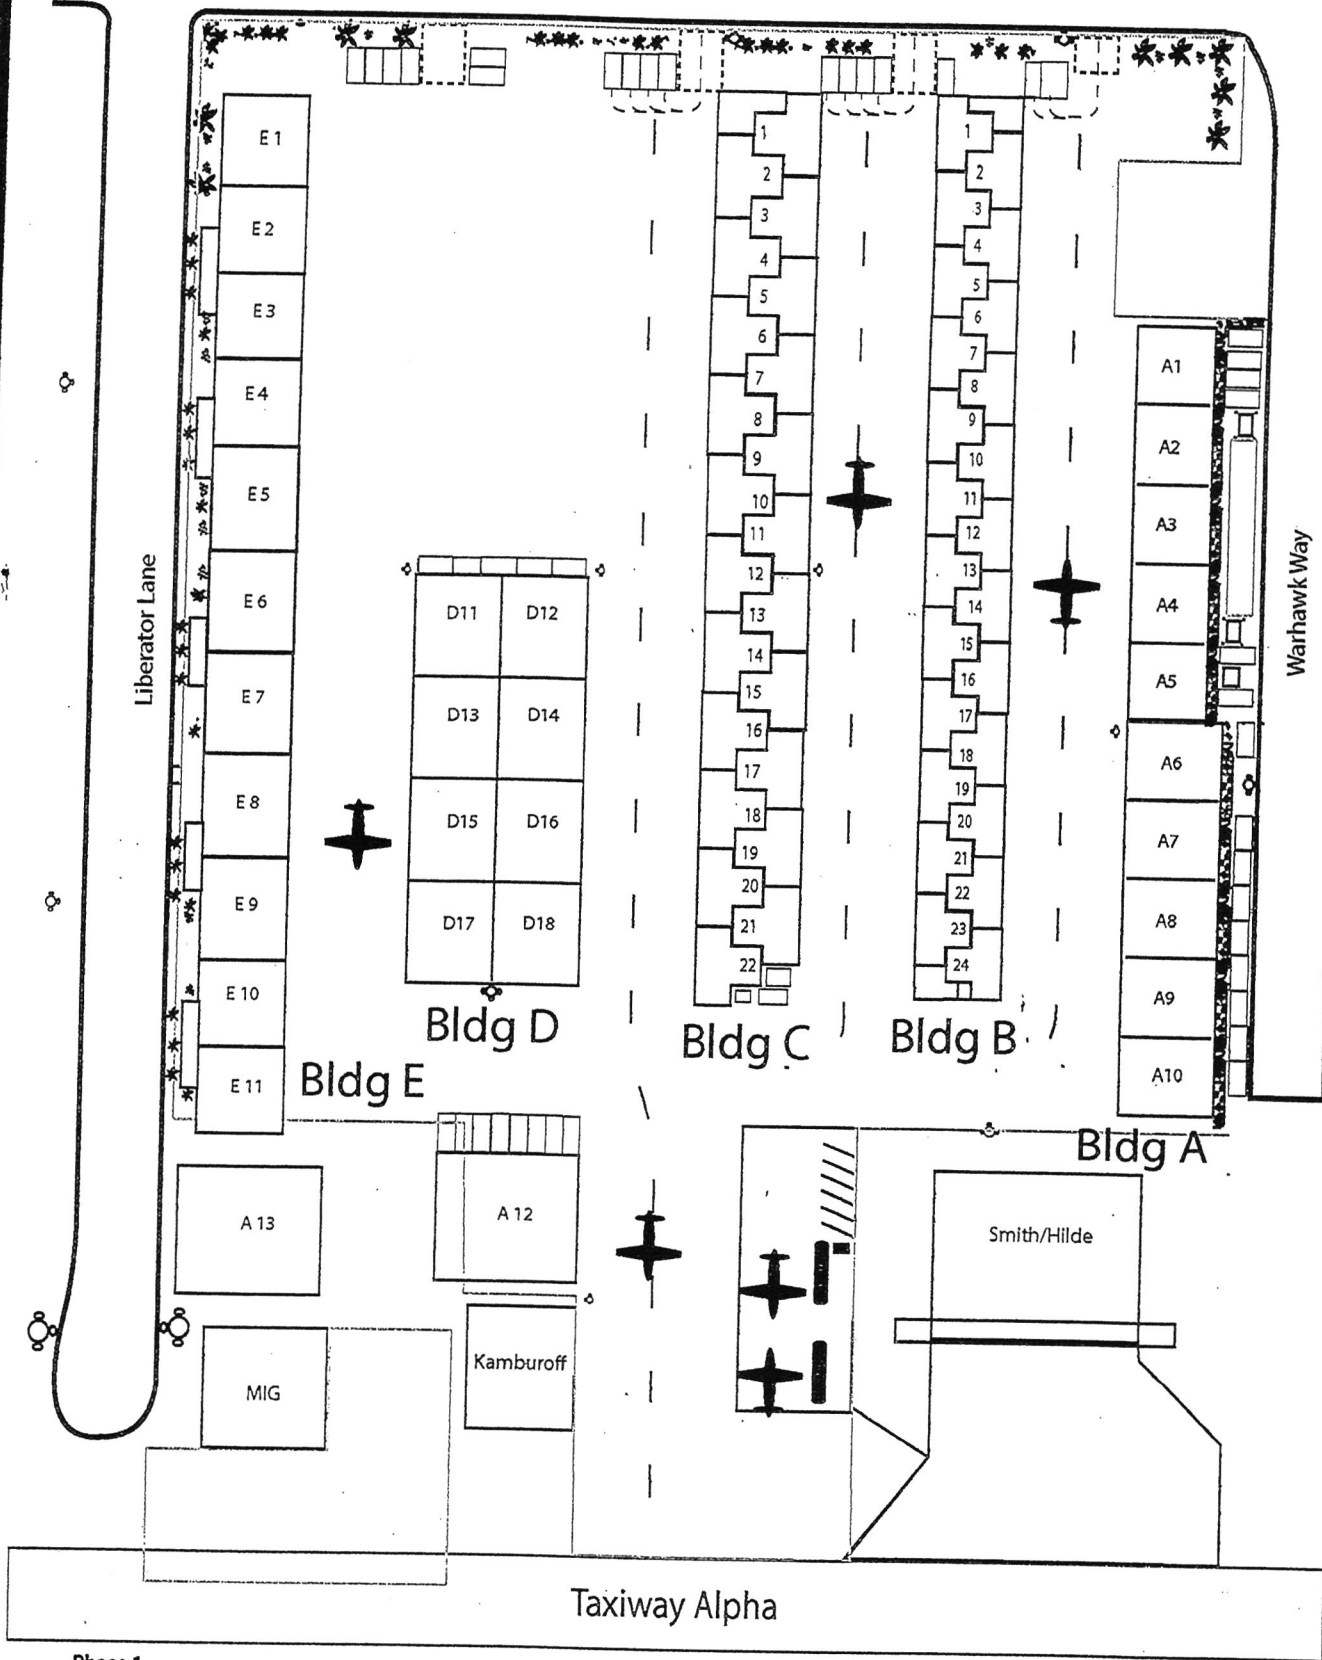 E 1
E 2
E 3
E 4
E 5
E 6
E 7
E 8
E 9
E 10
E 11
Bldg E
Liberator Lane
D11 D12
D13 D14
D15 D16
D17 D18
Bldg D
1
2
3
4
5
6
7
8
9
10
11
12
13
14
15
16
17
18
19
20
21
22
Bldg C
1
2
3
4
5
6
7
8
9
10
11
12
13
14
15
16
17
18
19
20
21
22
23
24
Bldg B
A1
A2
A3
A4
A5
A6
A7
A8
A9
A10
Bldg A
Warhawk Way
A 13
A 12
Smith/Hilde
MIG
Kamburoff
Taxiway Alpha
Phase 1